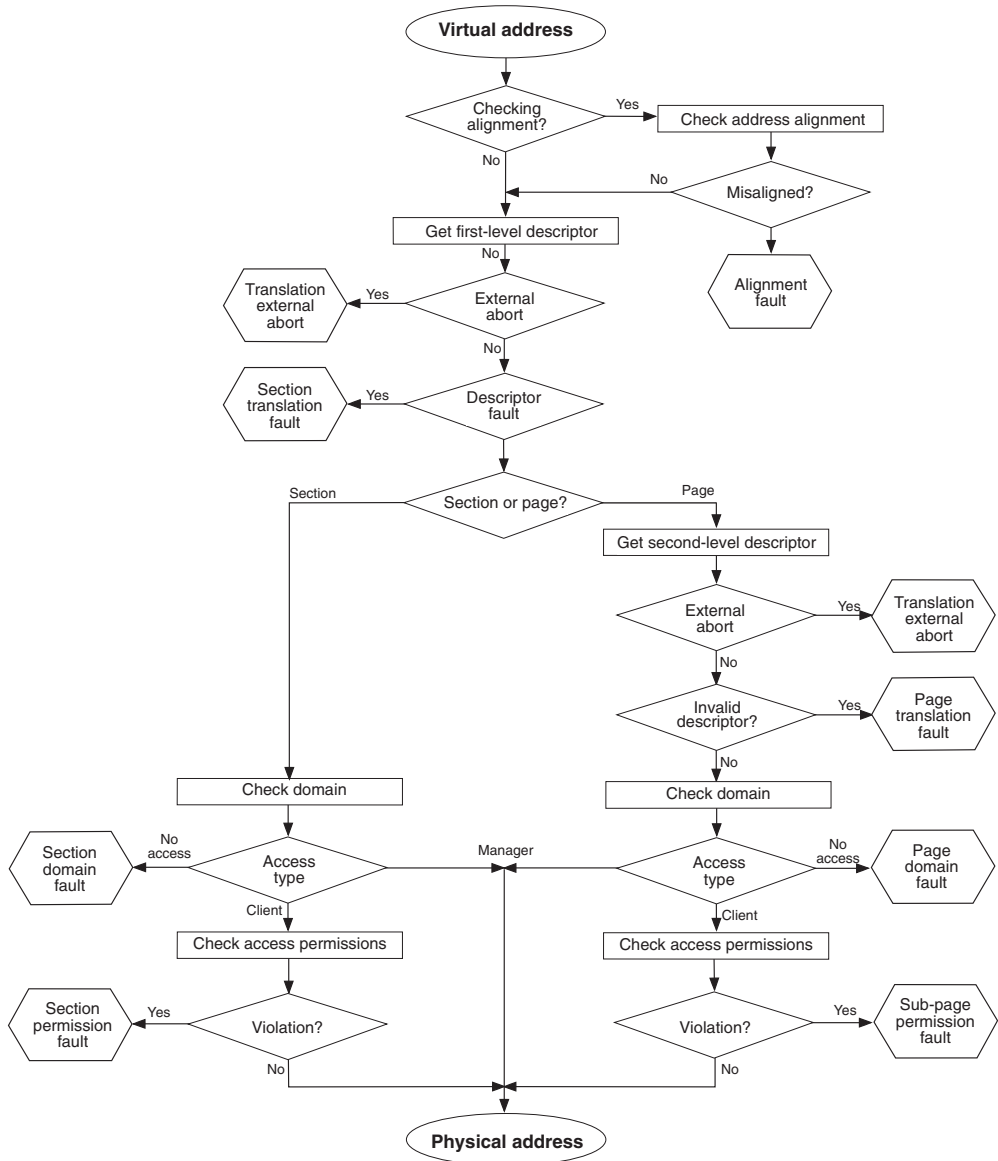 Virtual address
Checking
alignment?
Yes
Check address alignment
No
No
Misaligned?
Get first-level descriptor
No
Alignment
fault
Translation
external
abort
Yes
External
abort
No
Section
translation
fault
Yes
Descriptor
fault
Section
Section or page?
Page
Get second-level descriptor
External
abort
Yes
Translation
external
abort
No
Invalid
descriptor?
Yes
Page
translation
fault
No
Check domain
Check domain
Section
domain
fault
No
access
Access
type
Manager
Access
type
No
access
Page
domain
fault
Client
Client
Check access permissions
Check access permissions
Section
permission
fault
Yes
Violation?
Violation?
Yes
Sub-page
permission
fault
No
No
Physical address